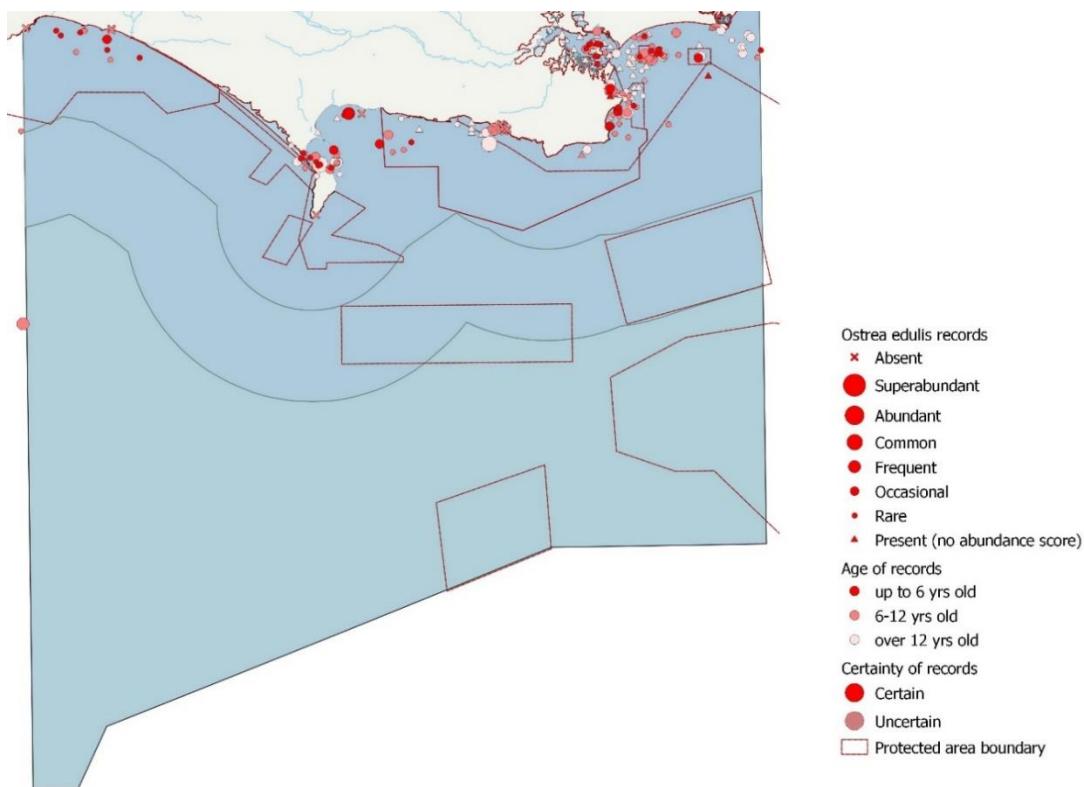 Ostrea edulis records
Absent
Superabundant
Abundant
Common
Frequent
Occasional
Rare
Present (no abundance score)
Age of records
up to 6 yrs old
6-12 yrs old
over 12 yrs old
Certainty of records
Certain
Uncertain
Protected area boundary